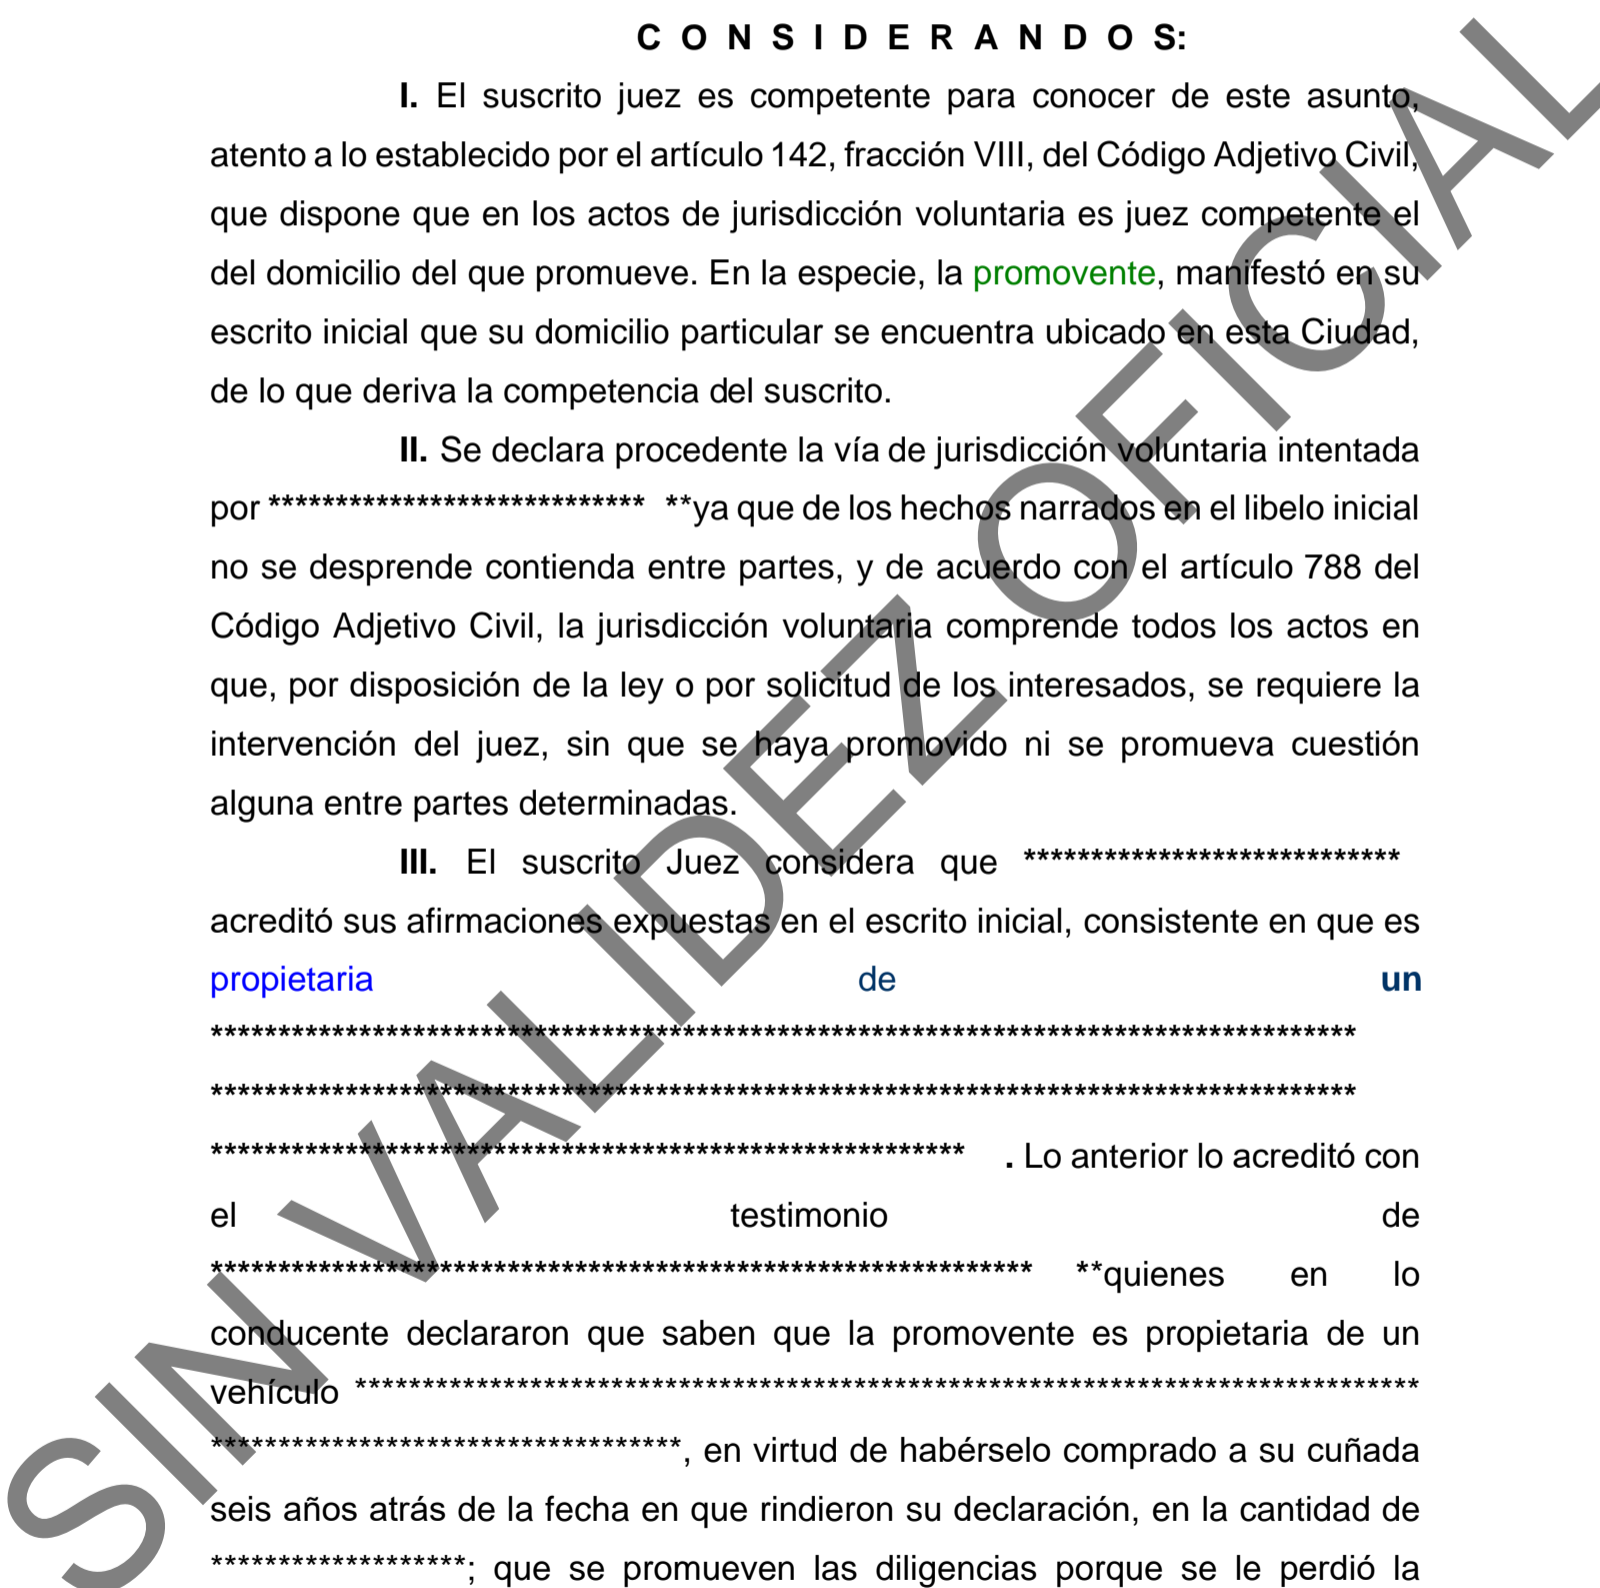 C O N S I D E R A N D O S:
I. El suscrito juez es competente para conocer de este asunto,
atento a lo establecido por el artículo 142, fracción VIII, del Código Adjetivo Civil,
que dispone que en los actos de jurisdicción voluntaria es juez competente el
del domicilio del que promueve. En la especie, la promovente, manifestó en su
escrito inicial que su domicilio particular se encuentra ubicado en esta Ciudad,
de lo que deriva la competencia del suscrito.
II. Se declara procedente la vía de jurisdicción voluntaria intentada
por **************************** **ya que de los hechos narrados en el libelo inicial
no se desprende contienda entre partes, y de acuerdo con el artículo 788 del
Código Adjetivo Civil, la jurisdicción voluntaria comprende todos los actos en
que, por disposición de la ley o por solicitud de los interesados, se requiere la
intervención del juez, sin que se haya promovido ni se promueva cuestión
alguna entre partes determinadas.
III. El suscrito Juez considera que ****************************
acreditó sus afirmaciones expuestas en el escrito inicial, consistente en que es
propietaria de un
*************************************************************************************
*************************************************************************************
******************************************************** . Lo anterior lo acreditó con
el testimonio de
************************************************************* **quienes en lo
conducente declararon que saben que la promovente es propietaria de un
vehículo *******************************************************************************
***********************************, en virtud de habérselo comprado a su cuñada
seis años atrás de la fecha en que rindieron su declaración, en la cantidad de
*******************; que se promueven las diligencias porque se le perdió la
SIN VALIDEZ OFICIAL